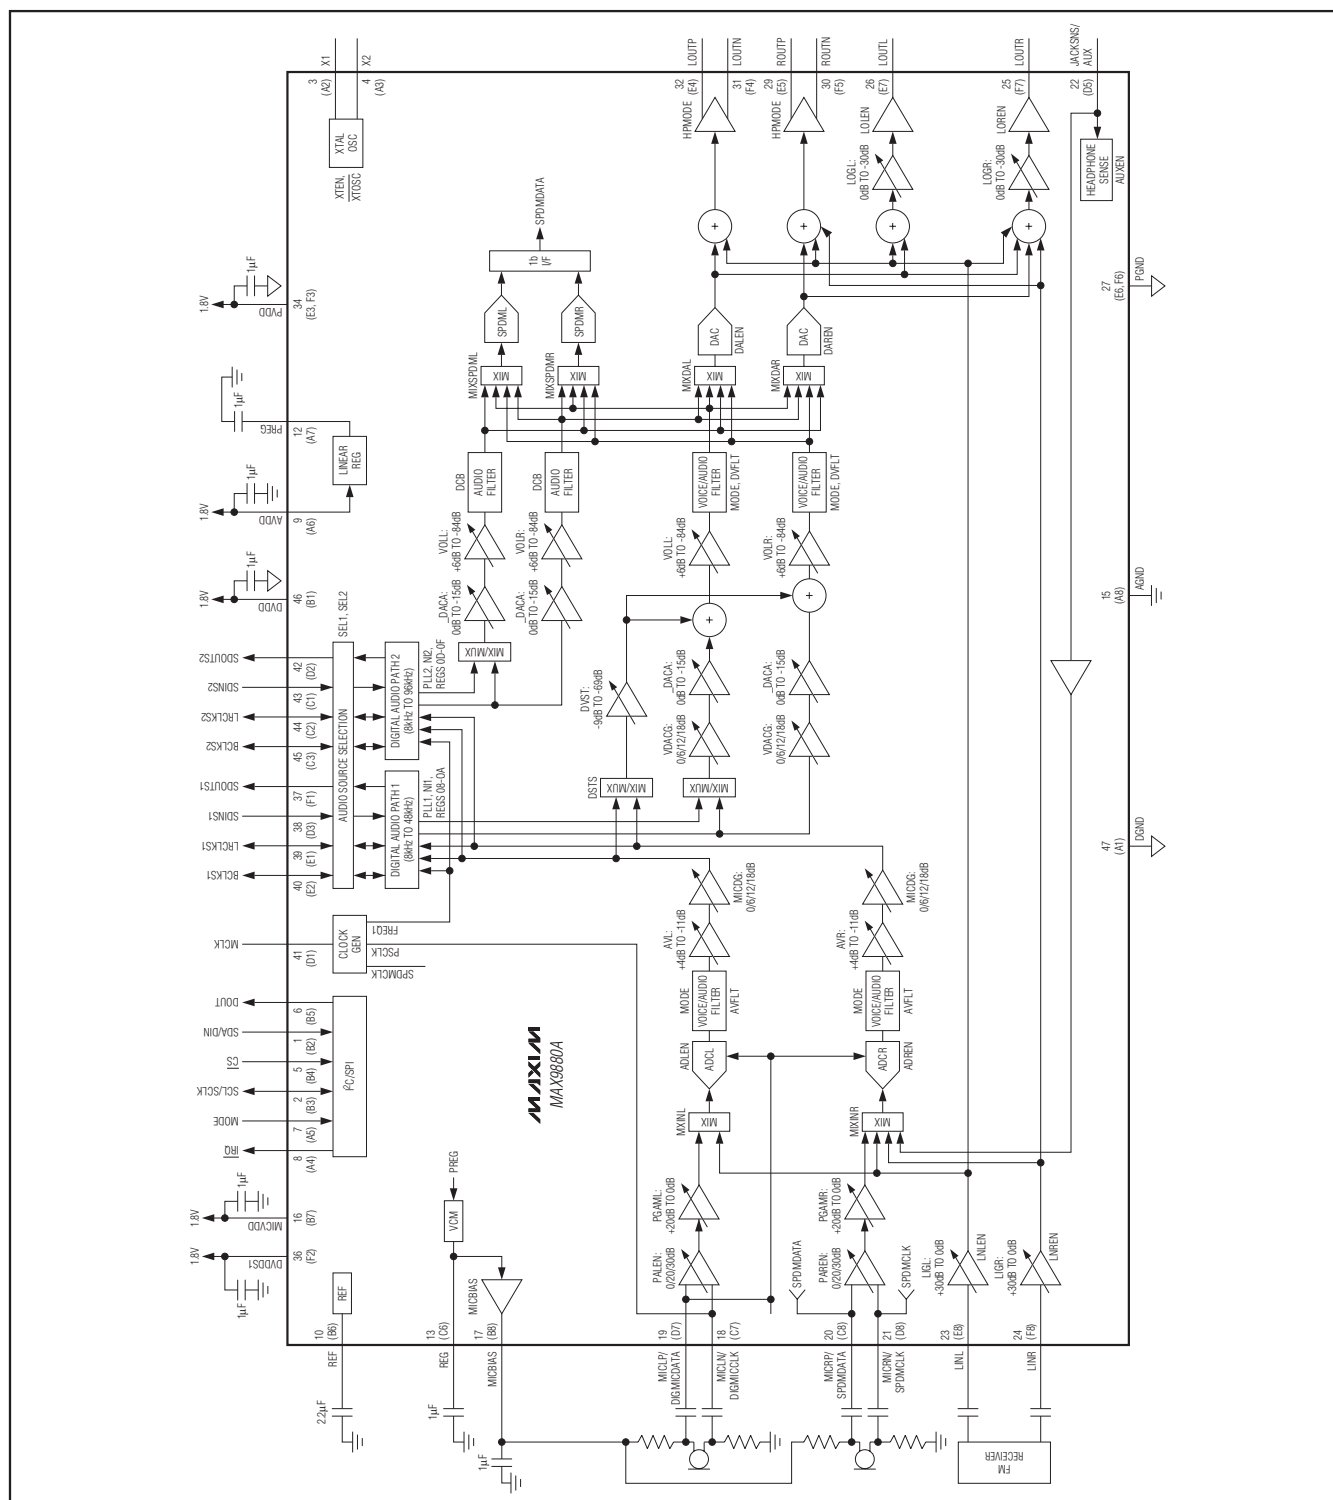 3
X1
(A2)
4
X2
(A3)
XTAL
OSC
XTEN,
XTOSC
1.8V
1µF
PVDD
34
(E3, F3)
1µF
PREG
12
(A7)
LINEAR
REG
1.8V
1µF
AVDD
9
(A6)
1.8V
1µF
DVDD
46
(B1)
SEL1, SEL2
SDOUTS2
42
(D2)
SDINS2
43
(C1)
LRCLKS2
44
(C2)
BCLKS2
45
(C3)
SDOUTS1
37
(F1)
SDINS1
38
(D3)
LRCLKS1
39
(E1)
BCLKS1
40
(E2)
AUDIO SOURCE SELECTION
DIGITAL AUDIO PATH 2
(8kHz TO 96kHz)
PLL2, NI2,
REGS 0D-0F
DIGITAL AUDIO PATH 1
(8kHz TO 48kHz)
PLL1, NI1,
REGS 08-0A
MCLK
41
(D1)
CLOCK
GEN
FREQ1
PSCLK
SPDMCLK
DOUT
6
(B5)
SDA/DIN
1
(B2)
CS
5
(B4)
SCL/SCLK
2
(B3)
MODE
7
(A5)
IRQ
8
(A4)
I²C/SPI
1.8V
1µF
MICVDD
16
(B7)
1.8V
DVDDS1
36
(F2)
1µF
MAXIM
MAX9880A
REF
10
(B6)
REF
2.2µF
PREG
VCM
13
(C6)
REG
1µF
MICBIAS
17
(B8)
MICBIAS
1µF
SPDMDATA
1b
I/F
SPDML
SPDMR
MIXSPDML
MIX
MIXSPDMR
MIX
DCB
AUDIO
FILTER
DCB
AUDIO
FILTER
VOLL:
+6dB TO -84dB
VOLR:
+6dB TO -84dB
_DACA:
0dB TO -15dB
_DACA:
0dB TO -15dB
MIX/MUX
DVST:
-9dB TO -69dB
DSTS
MIX/MUX
32
(E4)
LOUTP
31
(F4)
LOUTN
HPMODE
29
(E5)
ROUTP
30
(F5)
ROUTN
HPMODE
26
(E7)
LOUTL
LOLEN
LOGL:
0dB TO -30dB
25
(F7)
LOUTR
LOREN
LOGR:
0dB TO -30dB
22
(D5)
JACKSNS/
AUX
HEADPHONE
SENSE
AUXEN
+
+
+
+
DAC
DALEN
DAC
DAREN
MIXDAL
MIX
MIXDAR
MIX
VOICE/AUDIO
FILTER
MODE, DVFLT
VOICE/AUDIO
FILTER
MODE, DVFLT
VOLL:
+6dB TO -84dB
VOLR:
+6dB TO -84dB
+
+
_DACA:
0dB TO -15dB
_DACA:
0dB TO -15dB
VDACG:
0/6/12/18dB
VDACG:
0/6/12/18dB
MIX/MUX
27
(E6, F6)
PGND
15
(A8)
AGND
47
(A1)
DGND
MICDG:
0/6/12/18dB
MICDG:
0/6/12/18dB
AVL:
+4dB TO -11dB
AVR:
+4dB TO -11dB
MODE
VOICE/AUDIO
FILTER
AVFLT
MODE
VOICE/AUDIO
FILTER
AVFLT
ADLEN
ADCL
ADCR
ADREN
MXINL
MIX
MIXINR
MIX
PGAML:
+20dB TO 0dB
PGAMR:
+20dB TO 0dB
PALEN:
0/20/30dB
PAREN:
0/20/30dB
SPDMDATA
SPDMCLK
LIGL:
+30dB TO 0dB
LNLEN
LIGR:
+30dB TO 0dB
LNREN
19
(D7)
MICLP/
DIGMICDATA
18
(C7)
MICLN/
DIGMICCLK
20
(C8)
MICRP/
SPDMDATA
21
(D8)
MICRN/
SPDMCLK
23
(E8)
LINL
24
(F8)
LINR
FM
RECEIVER